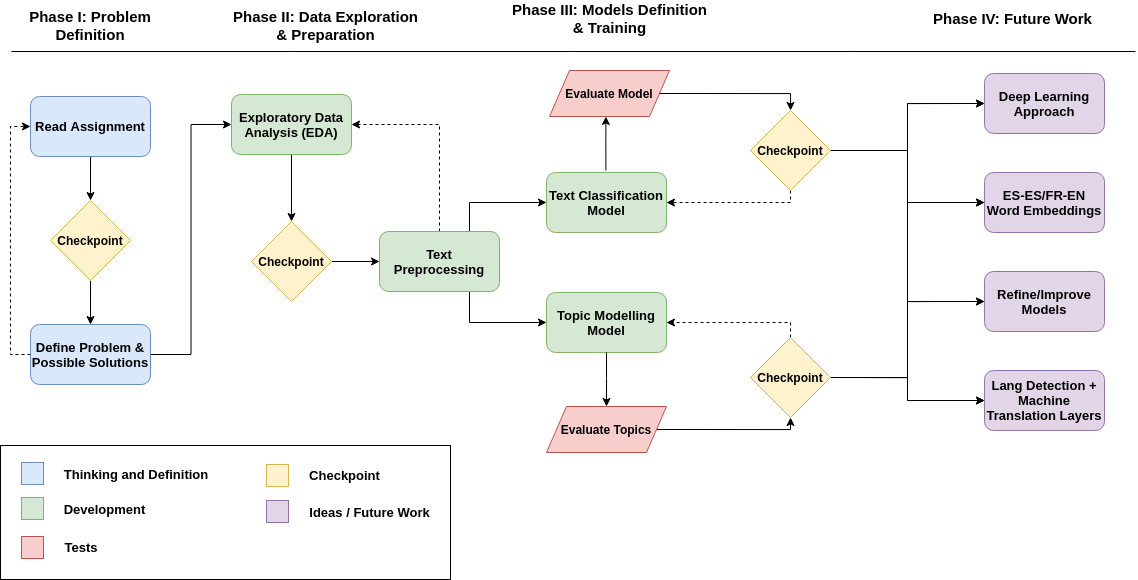 Phase I: Problem
Definition
Phase II: Data Exploration
& Preparation
Phase III: Models Definition
& Training
Phase IV: Future Work
Read Assignment
Checkpoint
Define Problem &
Possible Solutions
Exploratory Data
Analysis (EDA)
Checkpoint
Text
Preprocessing
Evaluate Model
Checkpoint
Text Classification
Model
Topic Modelling
Model
Checkpoint
Evaluate Topics
Deep Learning
Approach
ES-ES/FR-EN
Word Embeddings
Refine/Improve
Models
Lang Detection +
Machine
Translation Layers
Thinking and Definition
Development
Tests
Checkpoint
Ideas / Future Work